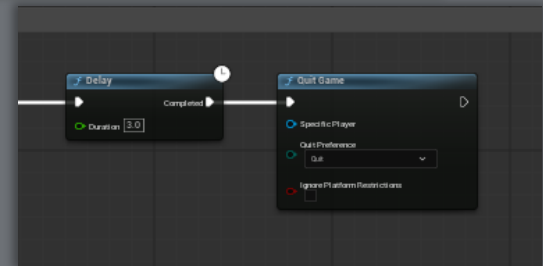 Delay
Completed
Duration 3.0
Quit Game
Specific Player
Quit Preference
Quit
Ignore Platform Restrictions